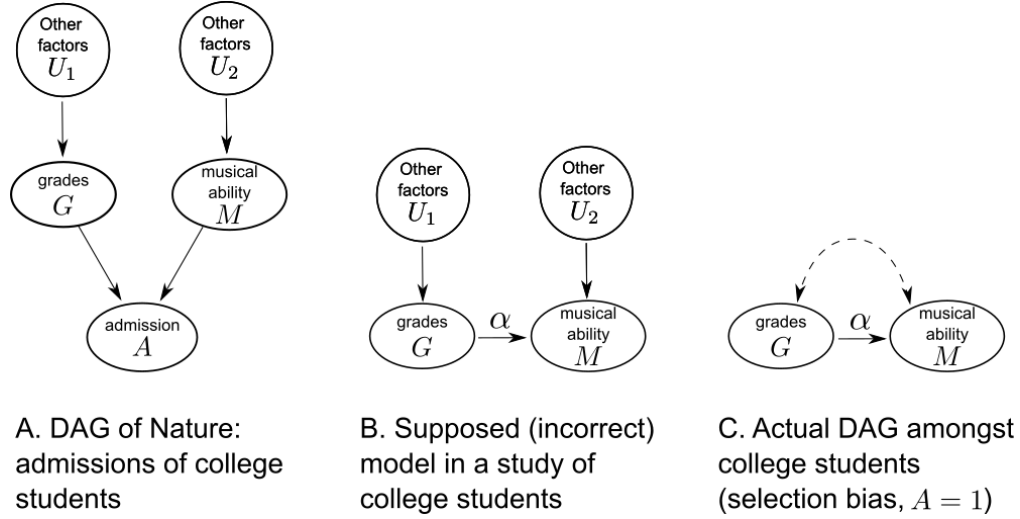 Other
factors
U₁
Other
factors
U₂
grades
G
musical
ability
M
admission
A
A. DAG of Nature:
admissions of college
students
Other
factors
U₁
Other
factors
U₂
grades
G
α
musical
ability
M
B. Supposed (incorrect)
model in a study of
college students
grades
G
α
musical
ability
M
C. Actual DAG amongst
college students
(selection bias, A = 1)